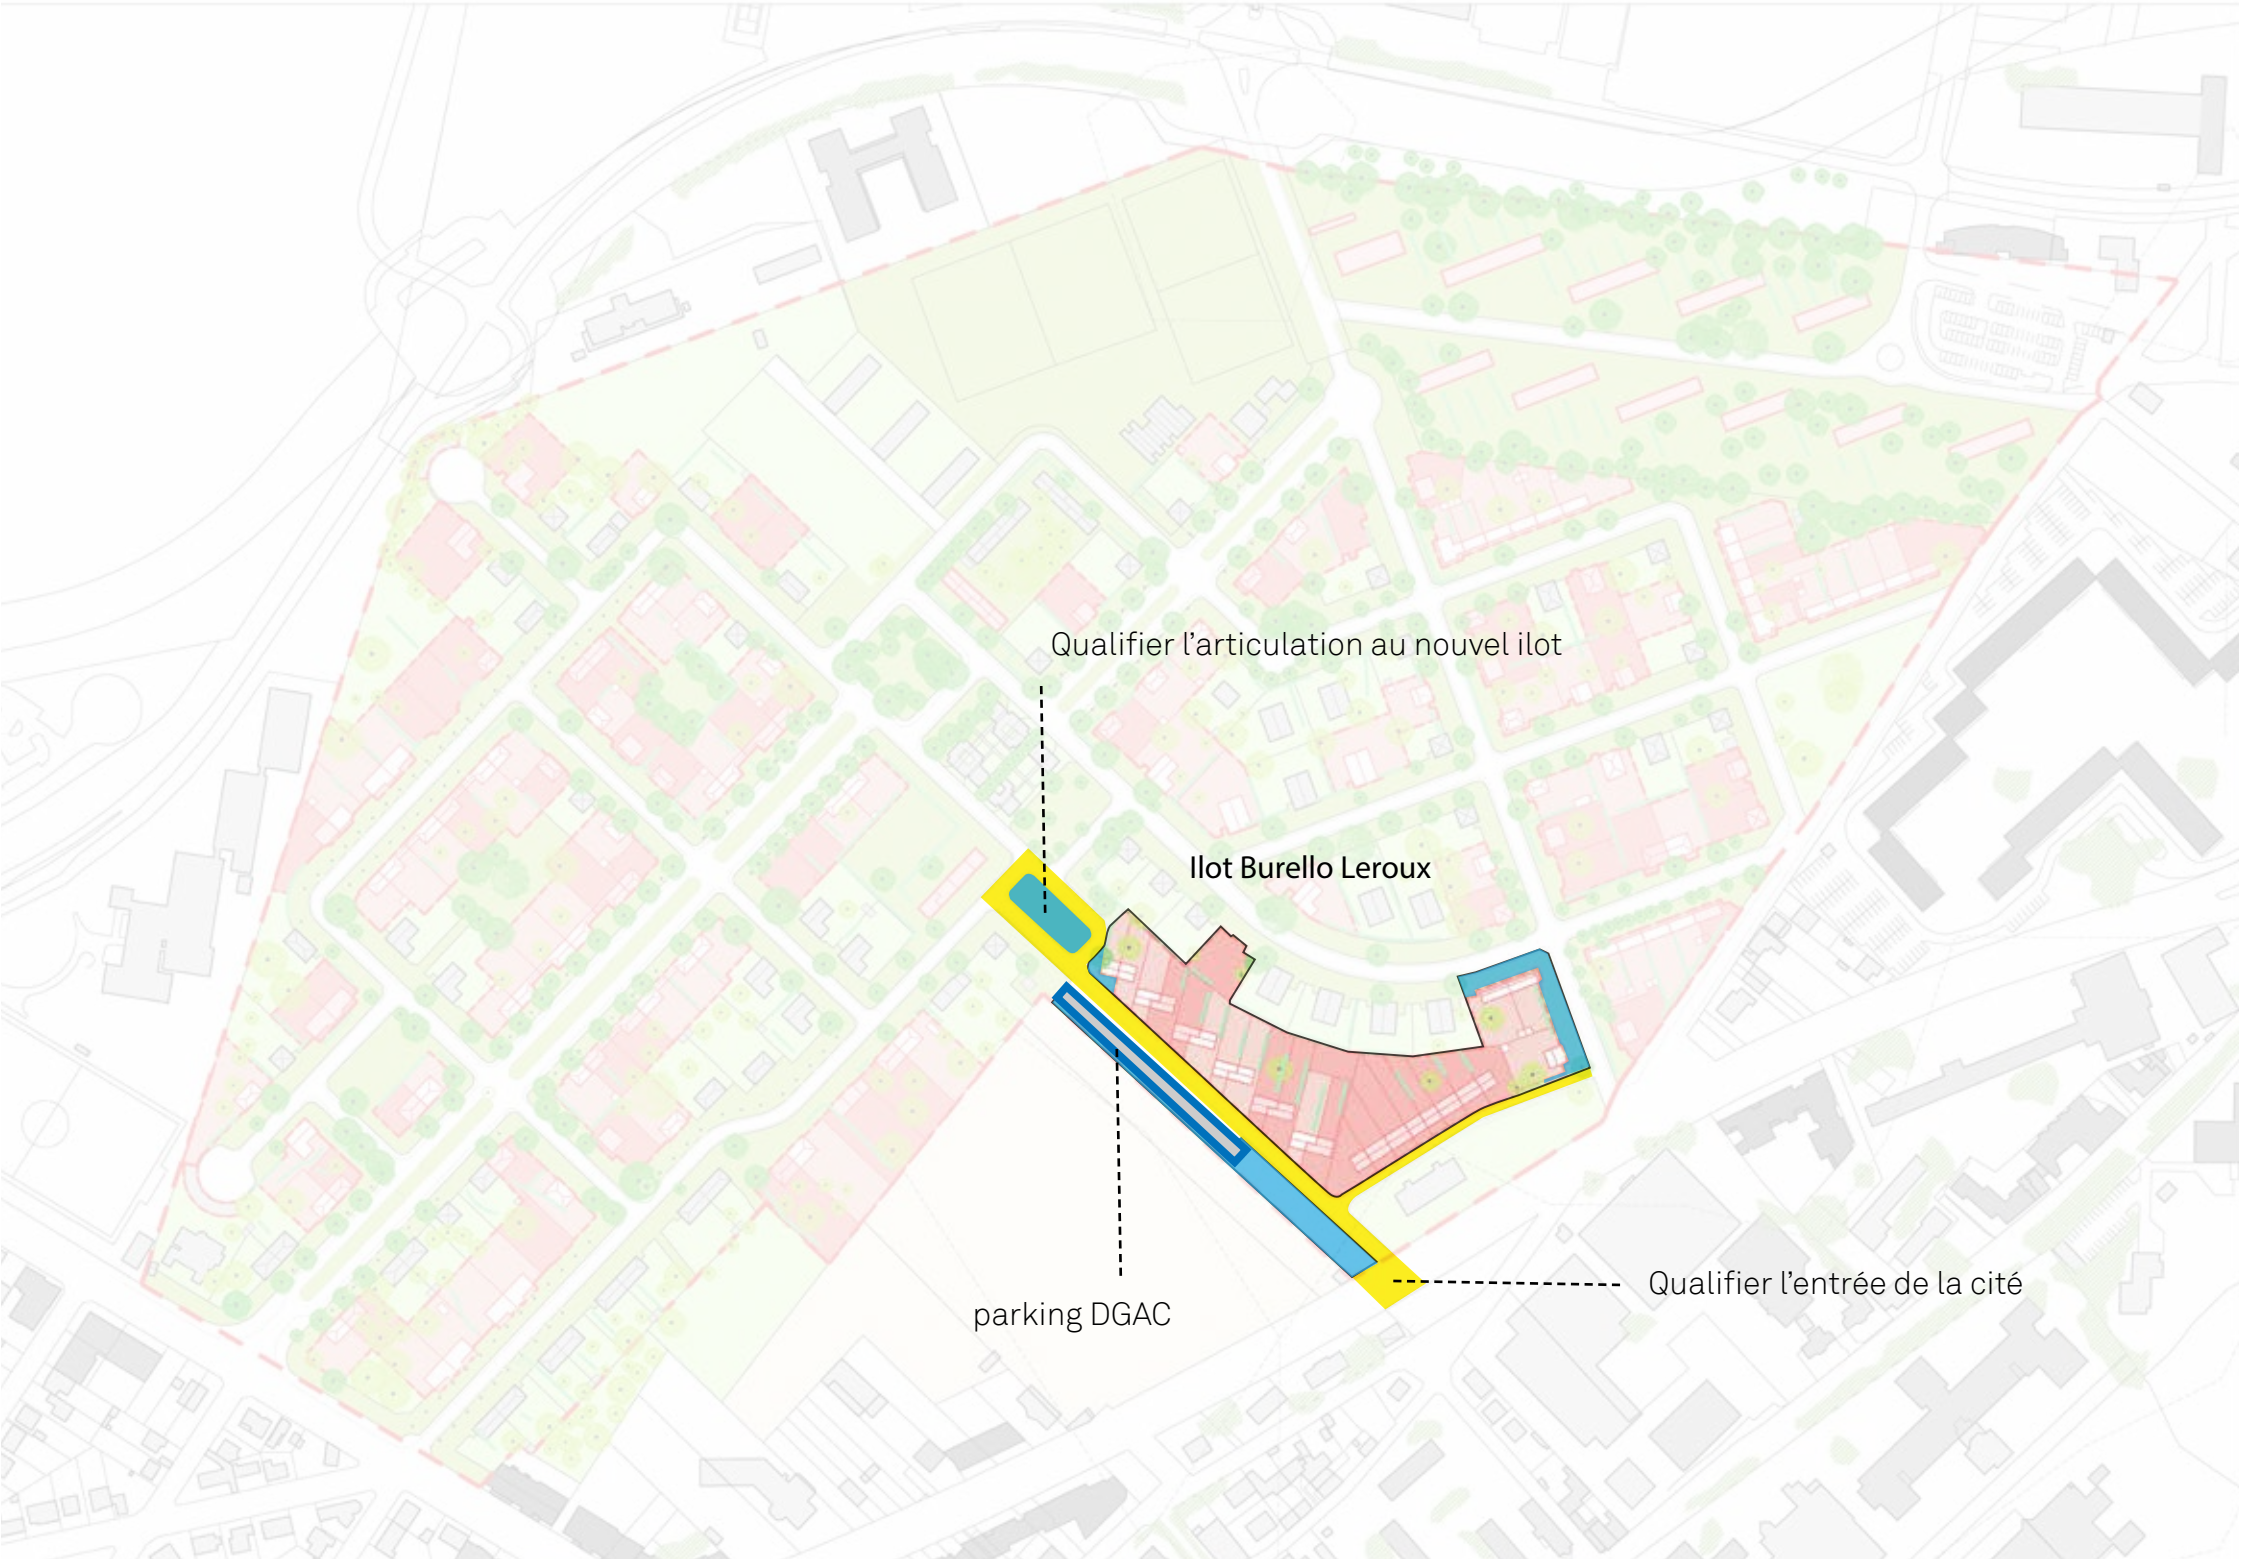 Qualifier l'articulation au nouvel ilot
Ilot Burello Leroux
Qualifier l'entrée de la cité
parking DGAC